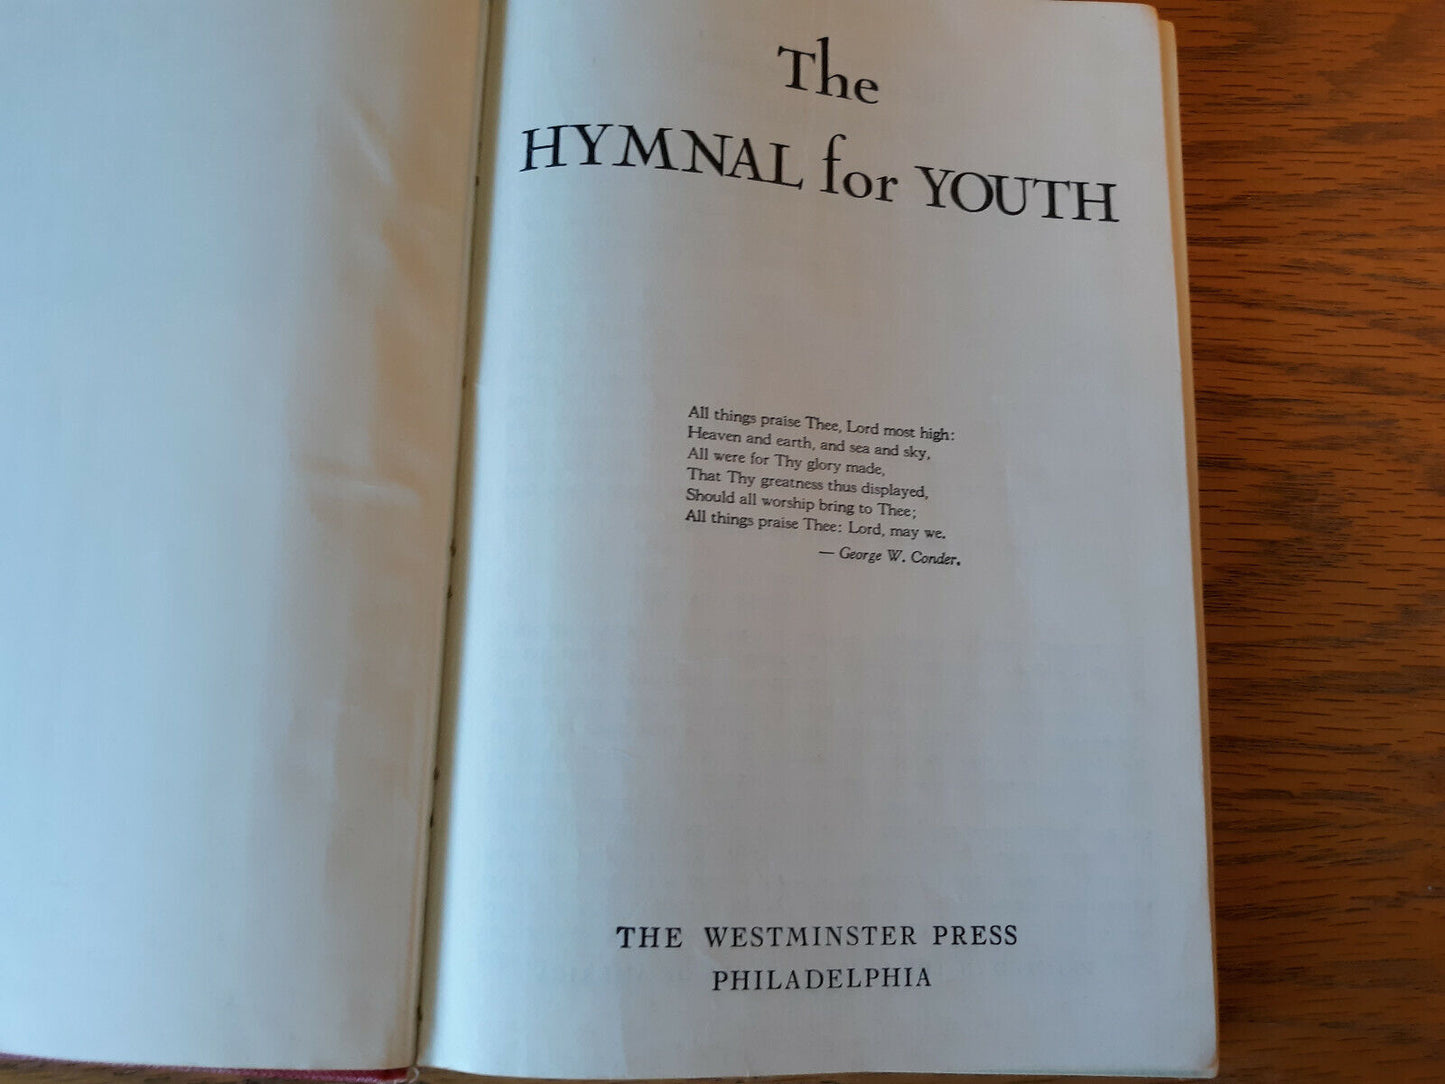 The
HYMNAL for YOUTH
All things praise Thee, Lord most high:
Heaven and earth, and sea and sky,
All were for Thy glory made,
That Thy greatness thus displayed,
Should all worship bring to Thee;
All things praise Thee: Lord, may we.
— George W. Conder.
THE WESTMINSTER PRESS
PHILADELPHIA